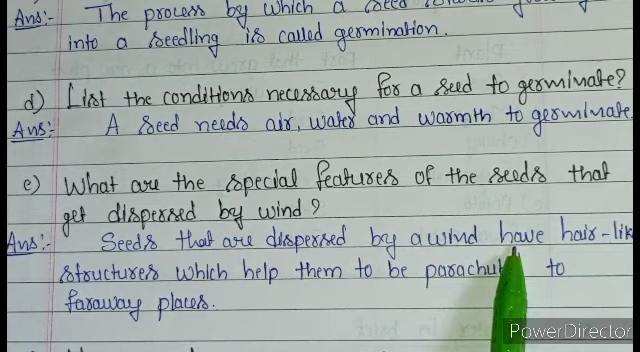 Ans:- The process by which a seed
into a seedling is called germination.
d) List the conditions necessary for a seed to germinate?
Ans:- A seed needs air, water and warmth to germinate.
e) What are the special features of the seeds that
get dispersed by wind?
Ans:- Seeds that are dispersed by a wind have hair-lik
structures which help them to be parachu to
faraway places.
PowerDirector